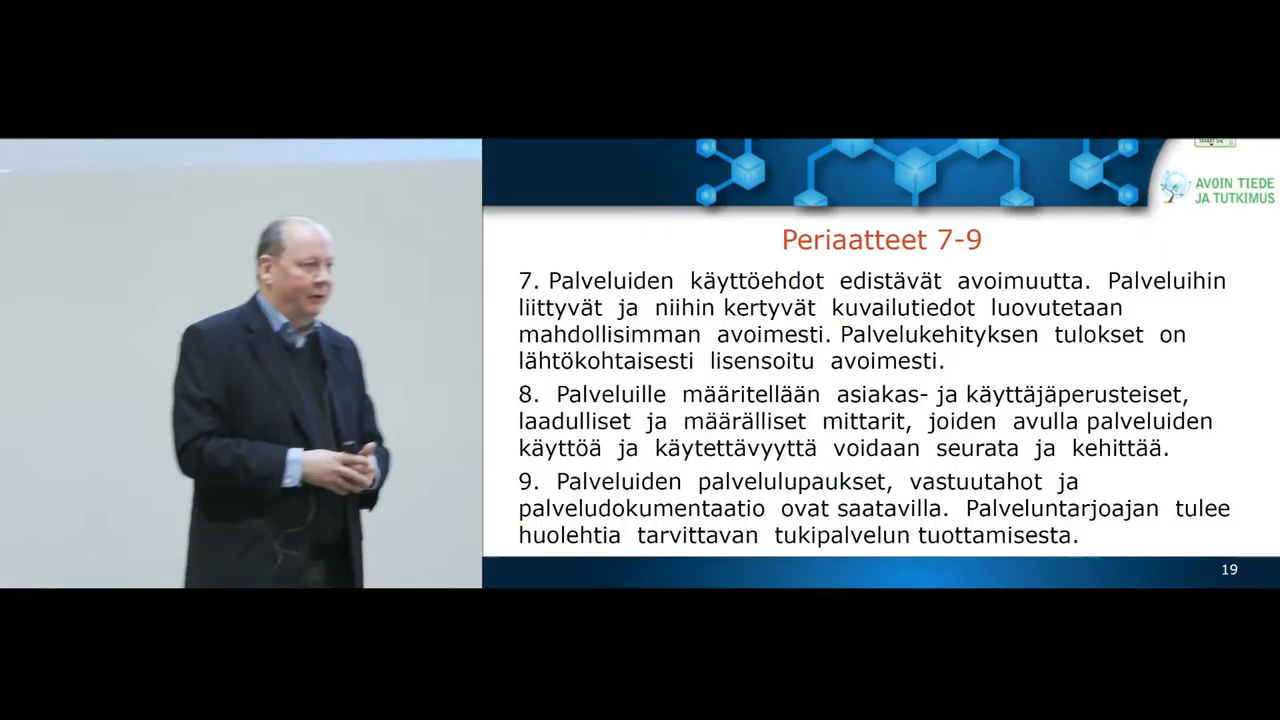 AVOIN TIEDE
JA TUTKIMUS
Periaatteet 7-9
7. Palveluiden käyttöehdot edistävät avoimuutta. Palveluihin
liittyvät ja niihin kertyvät kuvailutiedot luovutetaan
mahdollisimman avoimesti. Palvelukehityksen tulokset on
lähtökohtaisesti lisensoitu avoimesti.
8. Palveluille määritellään asiakas- ja käyttäjäperusteiset,
laadulliset ja määrälliset mittarit, joiden avulla palveluiden
käyttöä ja käytettävyyttä voidaan seurata ja kehittää.
9. Palveluiden palvelulupaukset, vastuutahot ja
palveludokumentaatio ovat saatavilla. Palveluntarjoajan tulee
huolehtia tarvittavan tukipalvelun tuottamisesta.
19